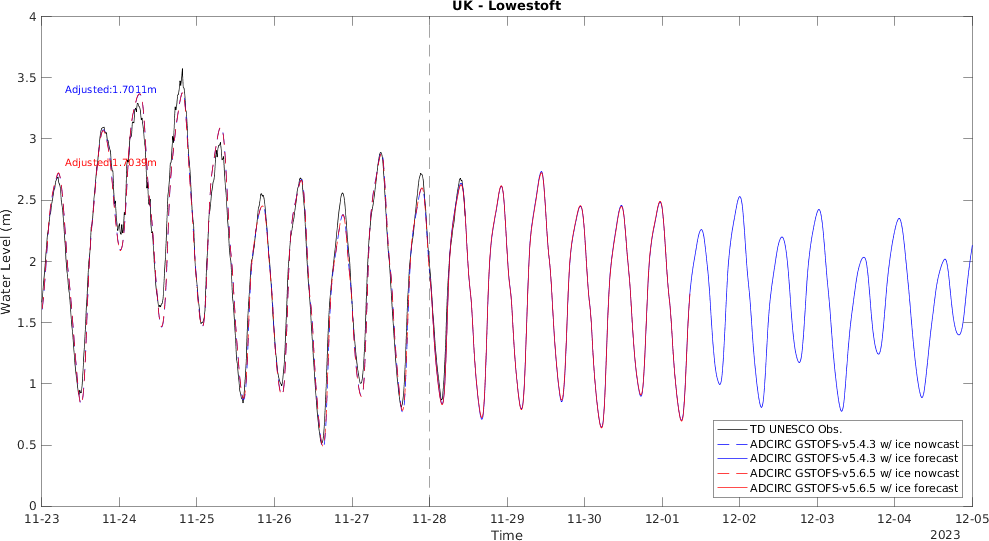 UK - Lowestoft
4
3.5
3
2.5
2
1.5
1
0.5
0
Water Level (m)
Adjusted:1.7011m
Adjusted:1.7039m
TD UNESCO Obs.
ADCIRC GSTOFS-v5.4.3 w/ ice nowcast
ADCIRC GSTOFS-v5.4.3 w/ ice forecast
ADCIRC GSTOFS-v5.6.5 w/ ice nowcast
ADCIRC GSTOFS-v5.6.5 w/ ice forecast
11-23 11-24 11-25 11-26 11-27 11-28 11-29 11-30 12-01 12-02 12-03 12-04 12-05
Time
2023